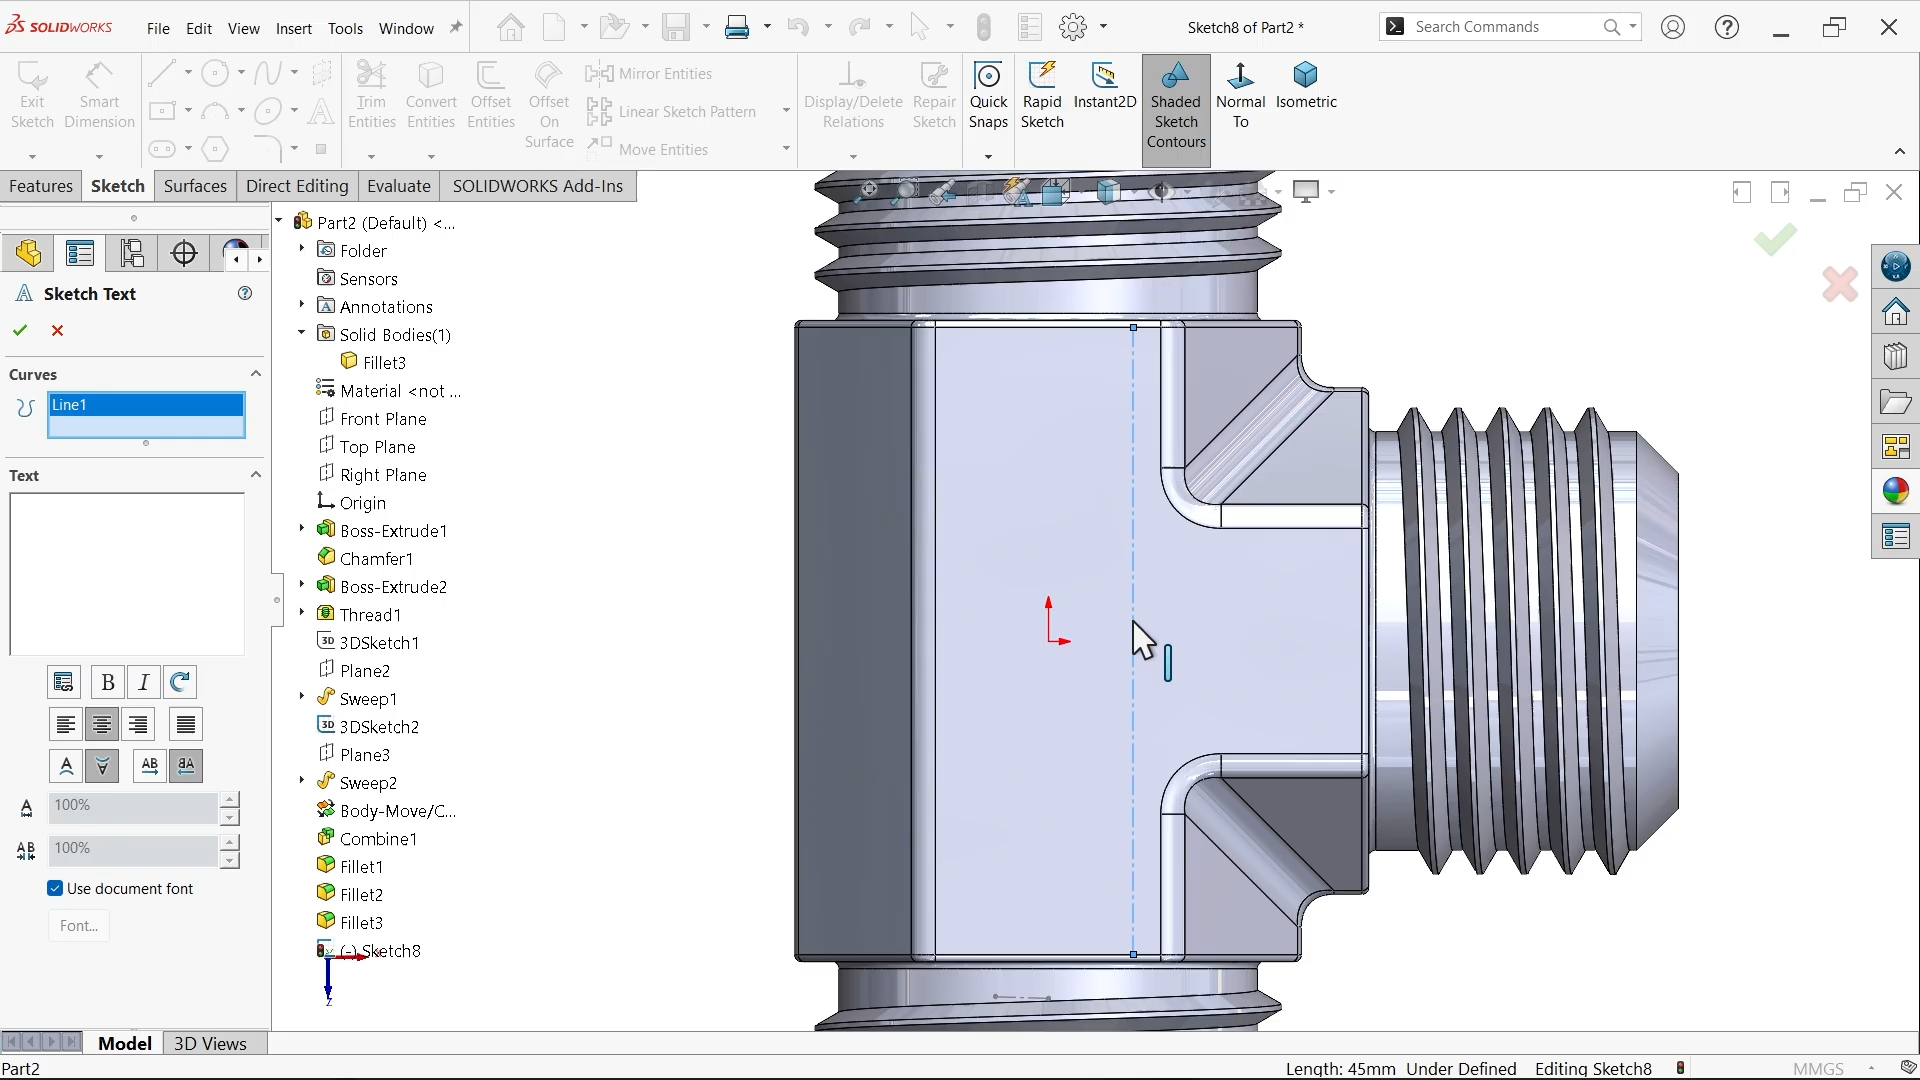 SOLIDWORKS
File Edit View Insert Tools Window
Sketch8 of Part2 *
Search Commands
Exit Sketch
Smart Dimension
Trim Entities
Convert Entities
Offset Entities
Offset On Surface
Mirror Entities
Linear Sketch Pattern
Move Entities
Display/Delete Relations
Repair Sketch
Quick Snaps
Rapid Sketch
Instant2D
Shaded Sketch Contours
Normal To
Isometric
Features Sketch Surfaces Direct Editing Evaluate SOLIDWORKS Add-Ins
Sketch Text
Curves
Line1
Text
B I
AB
100%
100%
Use document font
Font...
Part2 (Default) <...
Folder
Sensors
Annotations
Solid Bodies(1)
Fillet3
Material <not ...
Front Plane
Top Plane
Right Plane
Origin
Boss-Extrude1
Chamfer1
Boss-Extrude2
Thread1
3DSketch1
Plane2
Sweep1
3DSketch2
Plane3
Sweep2
Body-Move/C...
Combine1
Fillet1
Fillet2
Fillet3
(-) Sketch8
Z
Model 3D Views
Part2
Length: 45mm Under Defined Editing Sketch8 MMGS